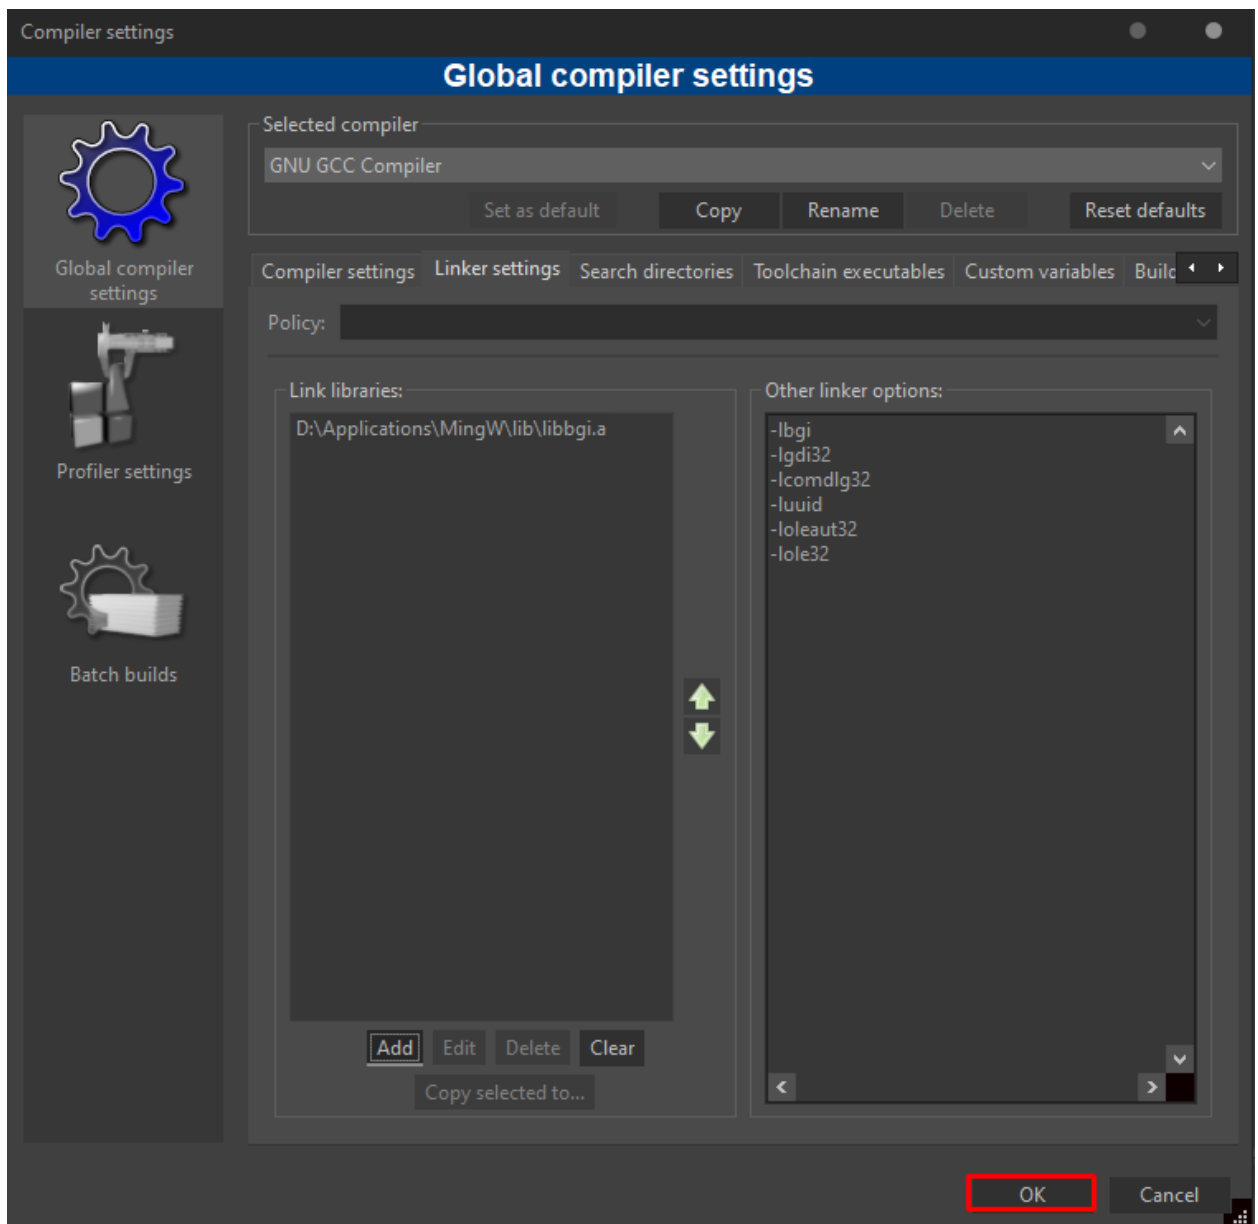 Compiler settings
Global compiler settings
Global compiler
settings
Profiler settings
Batch builds
Selected compiler
GNU GCC Compiler
Set as default Copy Rename Delete Reset defaults
Compiler settings Linker settings Search directories Toolchain executables Custom variables Builc
Policy:
Link libraries:
D:\Applications\MingW\lib\libbgi.a
Add Edit Delete Clear
Copy selected to...
Other linker options:
-lbgi
-lgdi32
-lcomdlg32
-luuid
-loleaut32
-lole32
OK Cancel